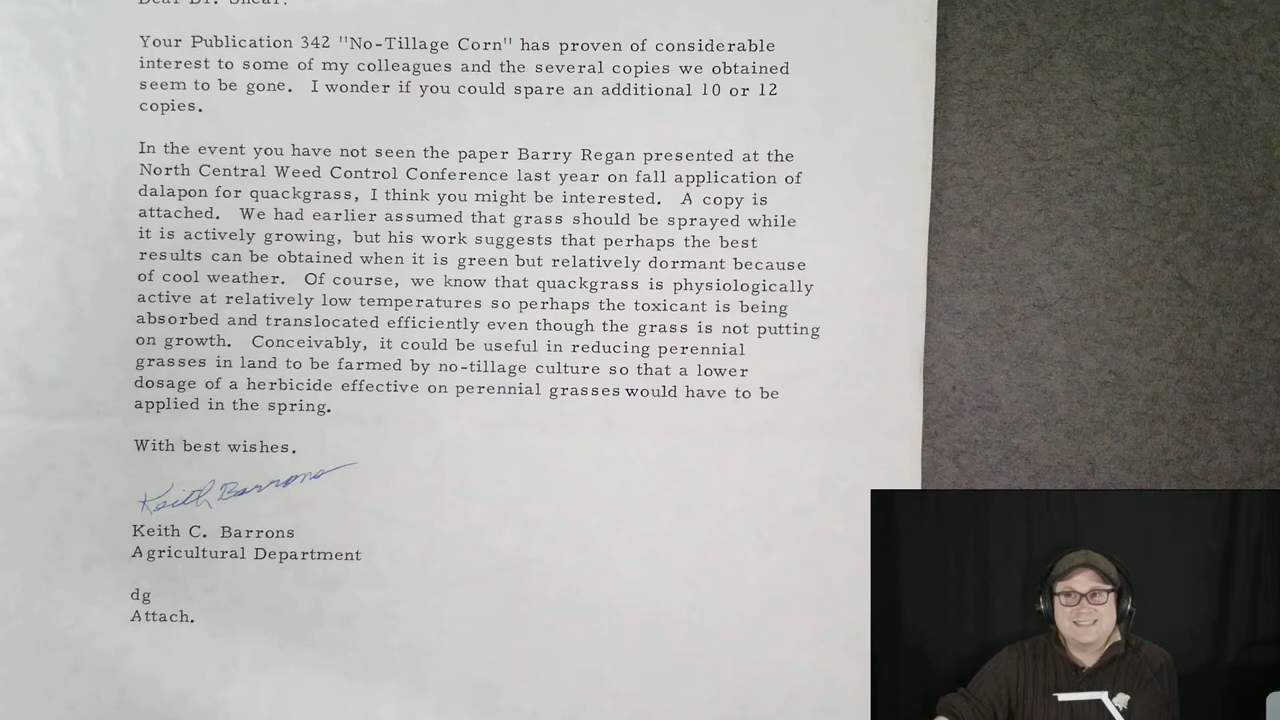 Dear Dr. Shear:
Your Publication 342 "No-Tillage Corn" has proven of considerable
interest to some of my colleagues and the several copies we obtained
seem to be gone. I wonder if you could spare an additional 10 or 12
copies.
In the event you have not seen the paper Barry Regan presented at the
North Central Weed Control Conference last year on fall application of
dalapon for quackgrass, I think you might be interested. A copy is
attached. We had earlier assumed that grass should be sprayed while
it is actively growing, but his work suggests that perhaps the best
results can be obtained when it is green but relatively dormant because
of cool weather. Of course, we know that quackgrass is physiologically
active at relatively low temperatures so perhaps the toxicant is being
absorbed and translocated efficiently even though the grass is not putting
on growth. Conceivably, it could be useful in reducing perennial
grasses in land to be farmed by no-tillage culture so that a lower
dosage of a herbicide effective on perennial grasses would have to be
applied in the spring.
With best wishes.
Keith Barrons
Keith C. Barrons
Agricultural Department
dg
Attach.